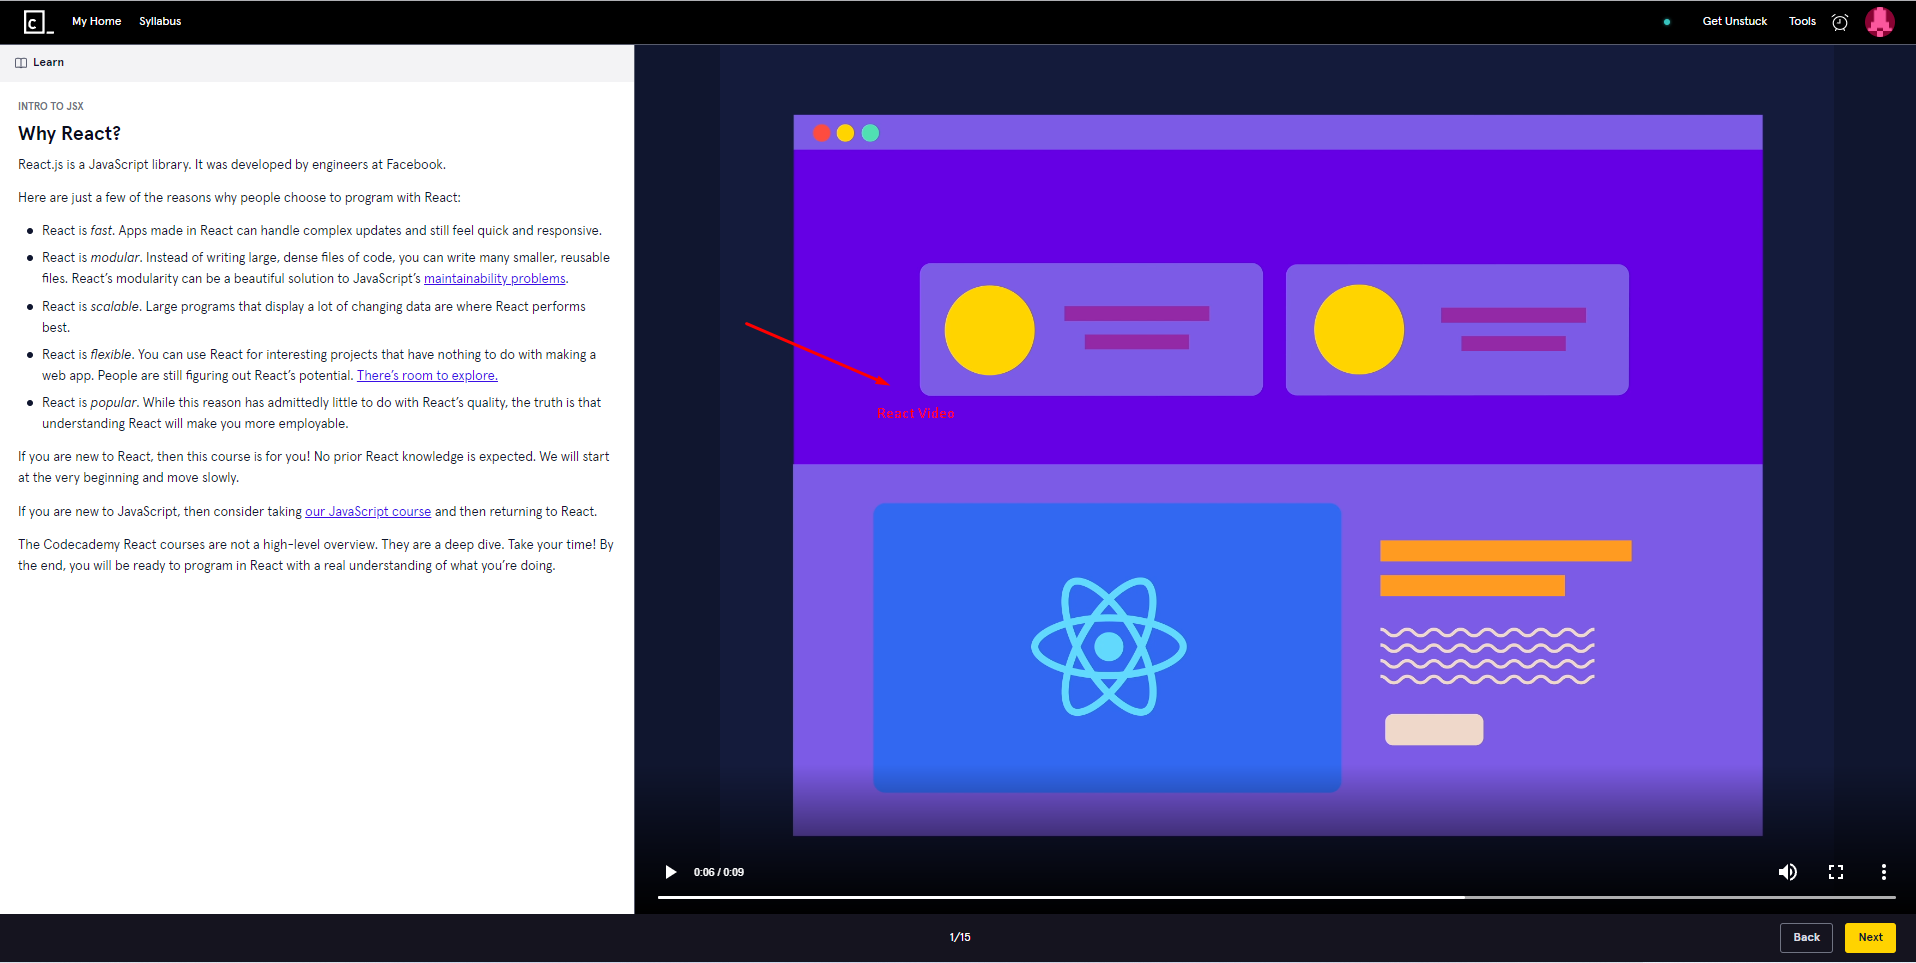 C_ My Home Syllabus Get Unstuck Tools
Learn
INTRO TO JSX
Why React?
React.js is a JavaScript library. It was developed by engineers at Facebook.
Here are just a few of the reasons why people choose to program with React:
React is fast. Apps made in React can handle complex updates and still feel quick and responsive.
React is modular. Instead of writing large, dense files of code, you can write many smaller, reusable
files. React’s modularity can be a beautiful solution to JavaScript’s maintainability problems.
React is scalable. Large programs that display a lot of changing data are where React performs
best.
React is flexible. You can use React for interesting projects that have nothing to do with making a
web app. People are still figuring out React’s potential. There’s room to explore.
React is popular. While this reason has admittedly little to do with React’s quality, the truth is that
understanding React will make you more employable.
If you are new to React, then this course is for you! No prior React knowledge is expected. We will start
at the very beginning and move slowly.
If you are new to JavaScript, then consider taking our JavaScript course and then returning to React.
The Codecademy React courses are not a high-level overview. They are a deep dive. Take your time! By
the end, you will be ready to program in React with a real understanding of what you’re doing.
React Video
0:06 / 0:09
1/15
Back Next